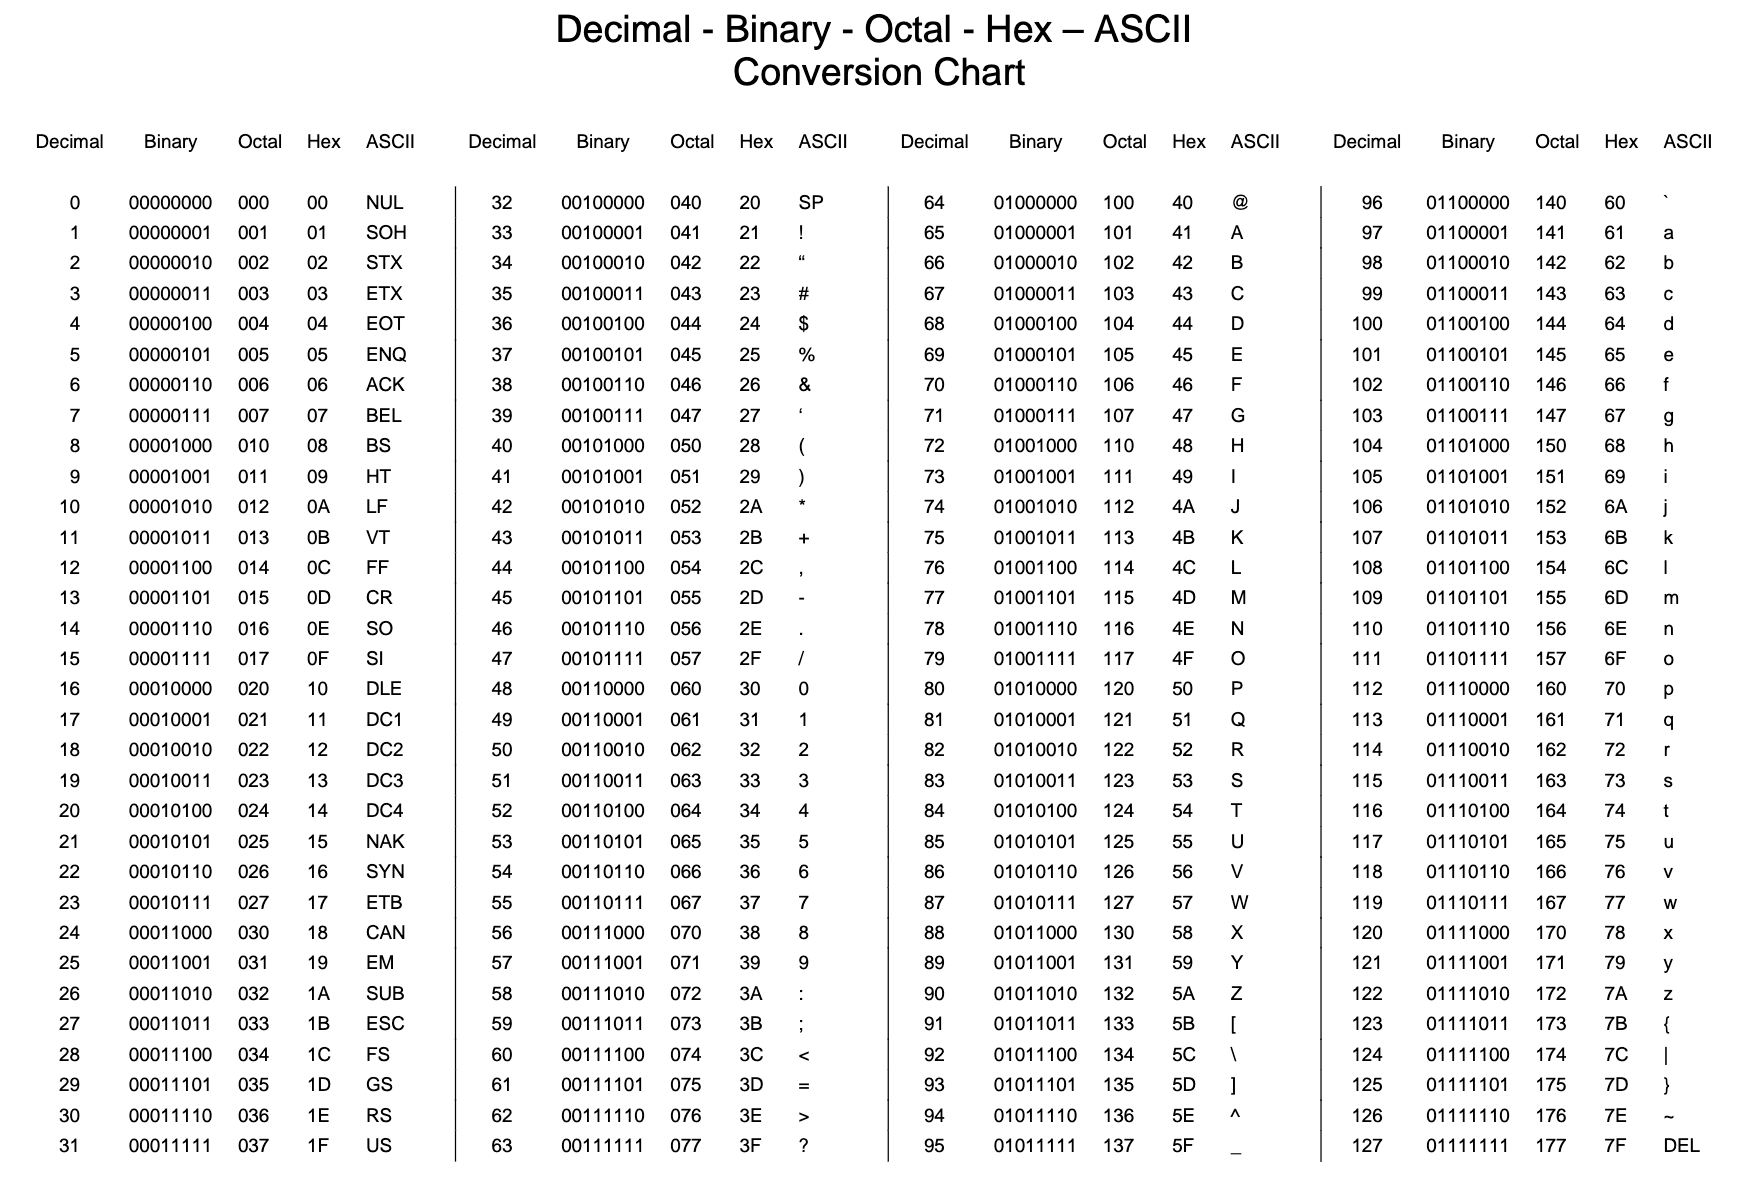 Decimal - Binary - Octal - Hex – ASCII
Conversion Chart
Decimal Binary Octal Hex ASCII Decimal Binary Octal Hex ASCII Decimal Binary Octal Hex ASCII Decimal Binary Octal Hex ASCII
0 00000000 000 00 NUL 32 00100000 040 20 SP 64 01000000 100 40 @ 96 01100000 140 60 `
1 00000001 001 01 SOH 33 00100001 041 21 ! 65 01000001 101 41 A 97 01100001 141 61 a
2 00000010 002 02 STX 34 00100010 042 22 “ 66 01000010 102 42 B 98 01100010 142 62 b
3 00000011 003 03 ETX 35 00100011 043 23 # 67 01000011 103 43 C 99 01100011 143 63 c
4 00000100 004 04 EOT 36 00100100 044 24 $ 68 01000100 104 44 D 100 01100100 144 64 d
5 00000101 005 05 ENQ 37 00100101 045 25 % 69 01000101 105 45 E 101 01100101 145 65 e
6 00000110 006 06 ACK 38 00100110 046 26 & 70 01000110 106 46 F 102 01100110 146 66 f
7 00000111 007 07 BEL 39 00100111 047 27 ‘ 71 01000111 107 47 G 103 01100111 147 67 g
8 00001000 010 08 BS 40 00101000 050 28 ( 72 01001000 110 48 H 104 01101000 150 68 h
9 00001001 011 09 HT 41 00101001 051 29 ) 73 01001001 111 49 I 105 01101001 151 69 i
10 00001010 012 0A LF 42 00101010 052 2A * 74 01001010 112 4A J 106 01101010 152 6A j
11 00001011 013 0B VT 43 00101011 053 2B + 75 01001011 113 4B K 107 01101011 153 6B k
12 00001100 014 0C FF 44 00101100 054 2C , 76 01001100 114 4C L 108 01101100 154 6C l
13 00001101 015 0D CR 45 00101101 055 2D - 77 01001101 115 4D M 109 01101101 155 6D m
14 00001110 016 0E SO 46 00101110 056 2E . 78 01001110 116 4E N 110 01101110 156 6E n
15 00001111 017 0F SI 47 00101111 057 2F / 79 01001111 117 4F O 111 01101111 157 6F o
16 00010000 020 10 DLE 48 00110000 060 30 0 80 01010000 120 50 P 112 01110000 160 70 p
17 00010001 021 11 DC1 49 00110001 061 31 1 81 01010001 121 51 Q 113 01110001 161 71 q
18 00010010 022 12 DC2 50 00110010 062 32 2 82 01010010 122 52 R 114 01110010 162 72 r
19 00010011 023 13 DC3 51 00110011 063 33 3 83 01010011 123 53 S 115 01110011 163 73 s
20 00010100 024 14 DC4 52 00110100 064 34 4 84 01010100 124 54 T 116 01110100 164 74 t
21 00010101 025 15 NAK 53 00110101 065 35 5 85 01010101 125 55 U 117 01110101 165 75 u
22 00010110 026 16 SYN 54 00110110 066 36 6 86 01010110 126 56 V 118 01110110 166 76 v
23 00010111 027 17 ETB 55 00110111 067 37 7 87 01010111 127 57 W 119 01110111 167 77 w
24 00011000 030 18 CAN 56 00111000 070 38 8 88 01011000 130 58 X 120 01111000 170 78 x
25 00011001 031 19 EM 57 00111001 071 39 9 89 01011001 131 59 Y 121 01111001 171 79 y
26 00011010 032 1A SUB 58 00111010 072 3A : 90 01011010 132 5A Z 122 01111010 172 7A z
27 00011011 033 1B ESC 59 00111011 073 3B ; 91 01011011 133 5B [ 123 01111011 173 7B {
28 00011100 034 1C FS 60 00111100 074 3C < 92 01011100 134 5C \ 124 01111100 174 7C |
29 00011101 035 1D GS 61 00111101 075 3D = 93 01011101 135 5D ] 125 01111101 175 7D }
30 00011110 036 1E RS 62 00111110 076 3E > 94 01011110 136 5E ^ 126 01111110 176 7E ~
31 00011111 037 1F US 63 00111111 077 3F ? 95 01011111 137 5F _ 127 01111111 177 7F DEL